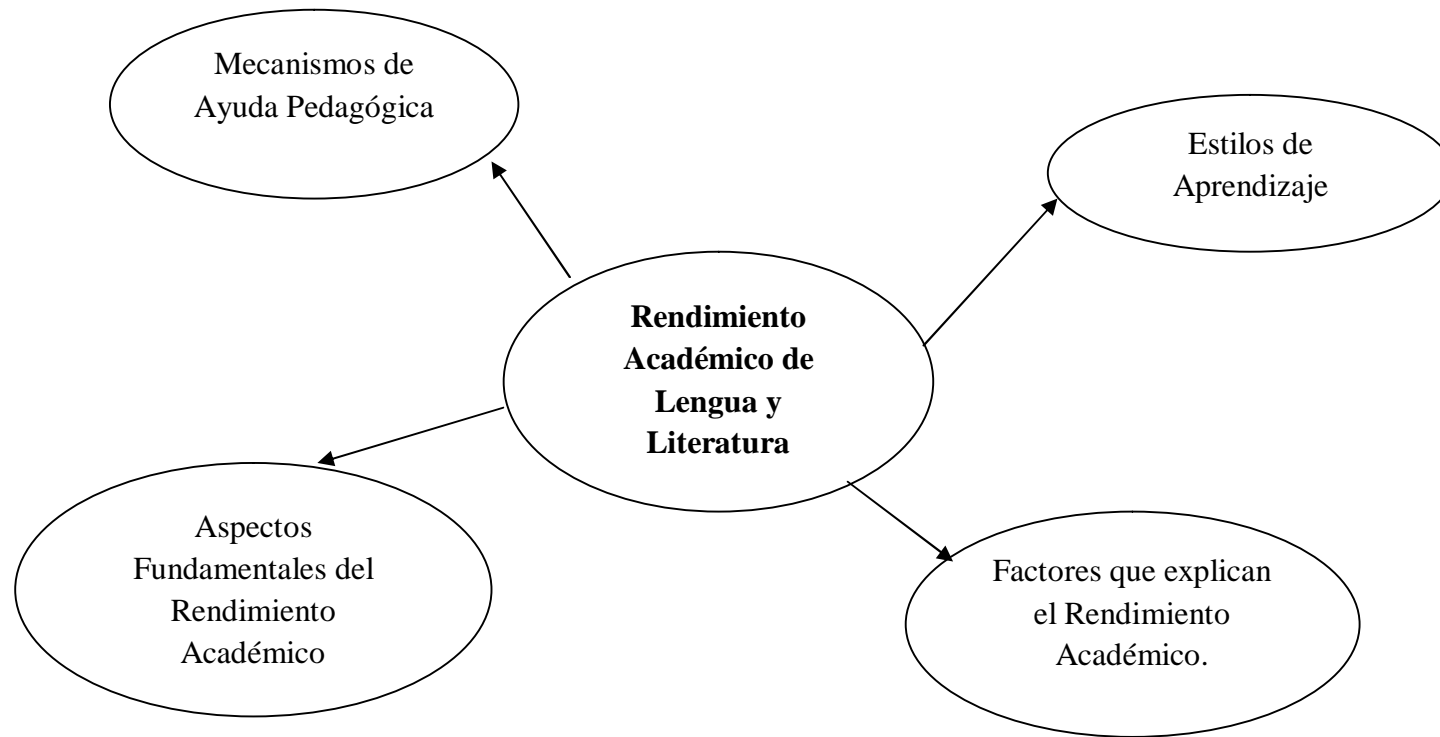 Mecanismos de
Ayuda Pedagógica
Estilos de
Aprendizaje
Rendimiento
Académico de
Lengua y
Literatura
Aspectos
Fundamentales del
Rendimiento
Académico
Factores que explican
el Rendimiento
Académico.